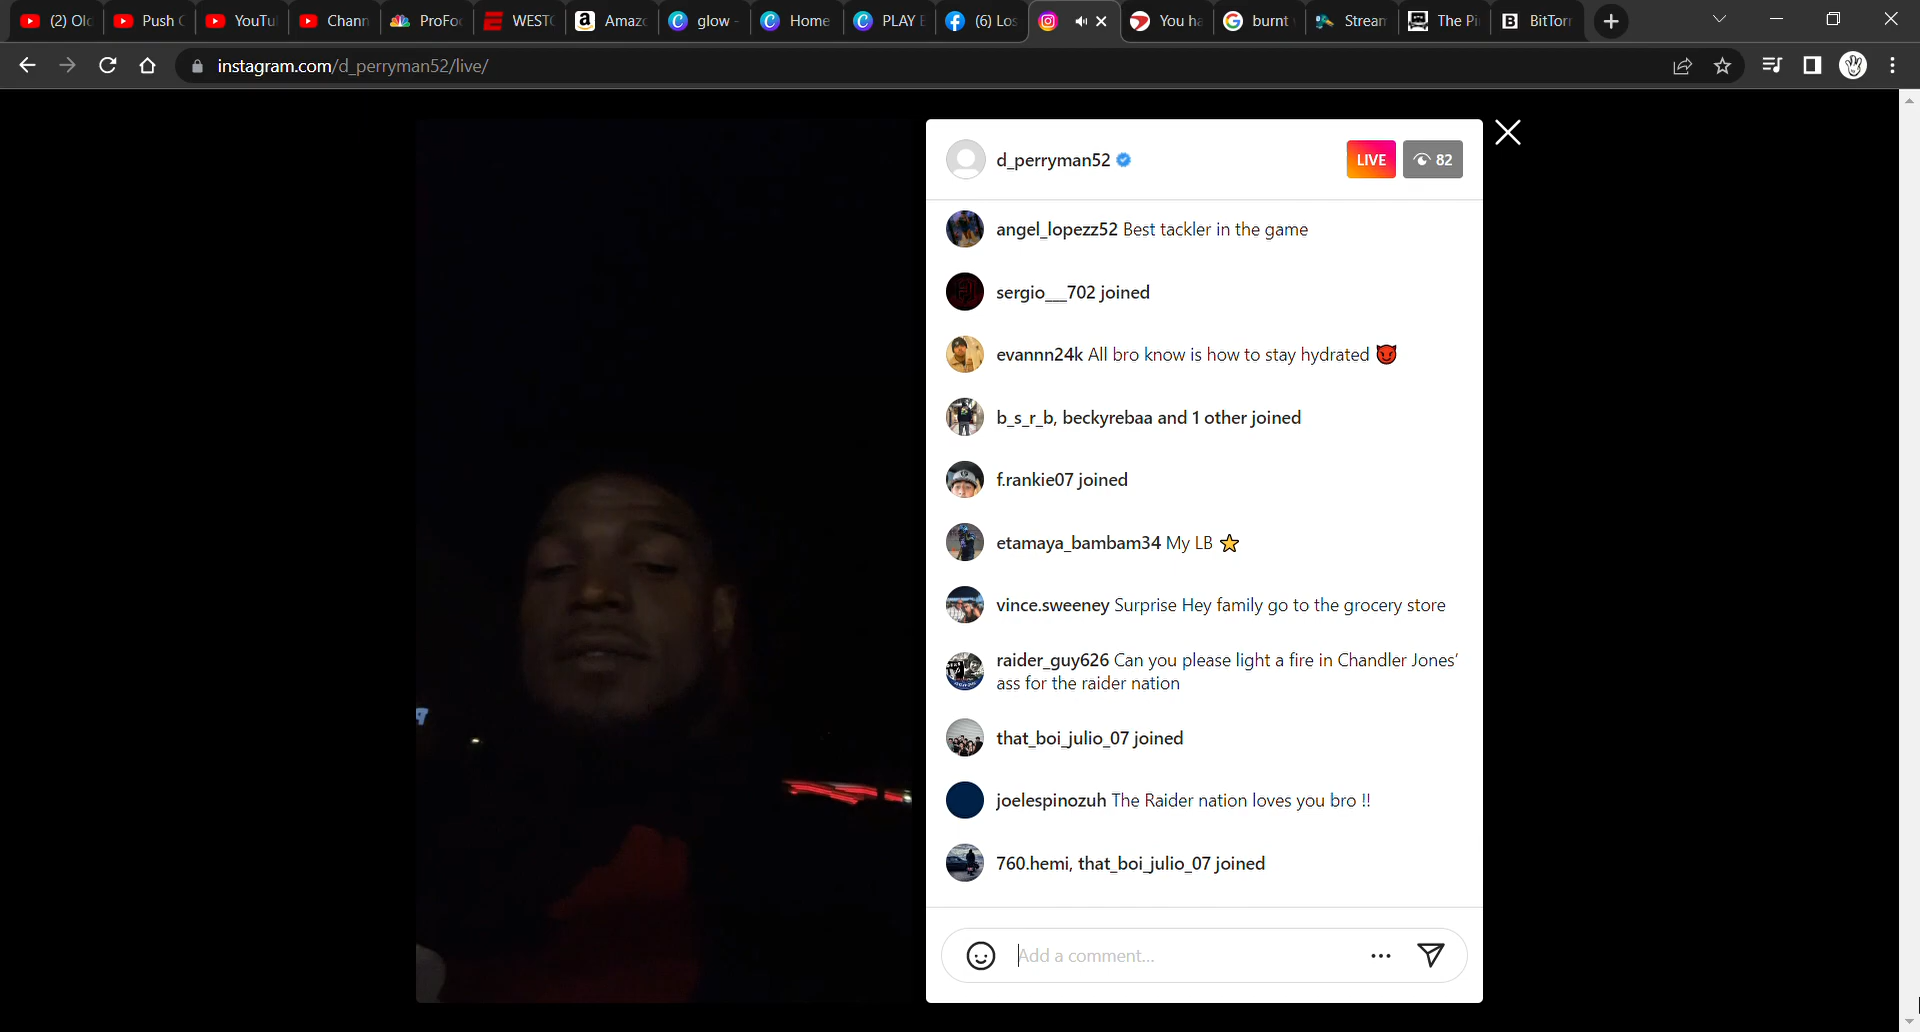 (2) Ol
Push
YouTu
Chann
ProFo
WEST
Amaz
glow
Home
PLAY
(6) Los
You ha
burnt
Stream
The Pi
BitTorr
instagram.com/d_perryman52/live/
d_perryman52
LIVE
82
angel_lopezz52 Best tackler in the game
sergio___702 joined
evannn24k All bro know is how to stay hydrated 😈
b_s_r_b, beckyrebaa and 1 other joined
f.rankie07 joined
etamaya_bambam34 My LB ⭐
vince.sweeney Surprise Hey family go to the grocery store
raider_guy626 Can you please light a fire in Chandler Jones’
ass for the raider nation
that_boi_julio_07 joined
joelespinozuh The Raider nation loves you bro !!
760.hemi, that_boi_julio_07 joined
Add a comment...